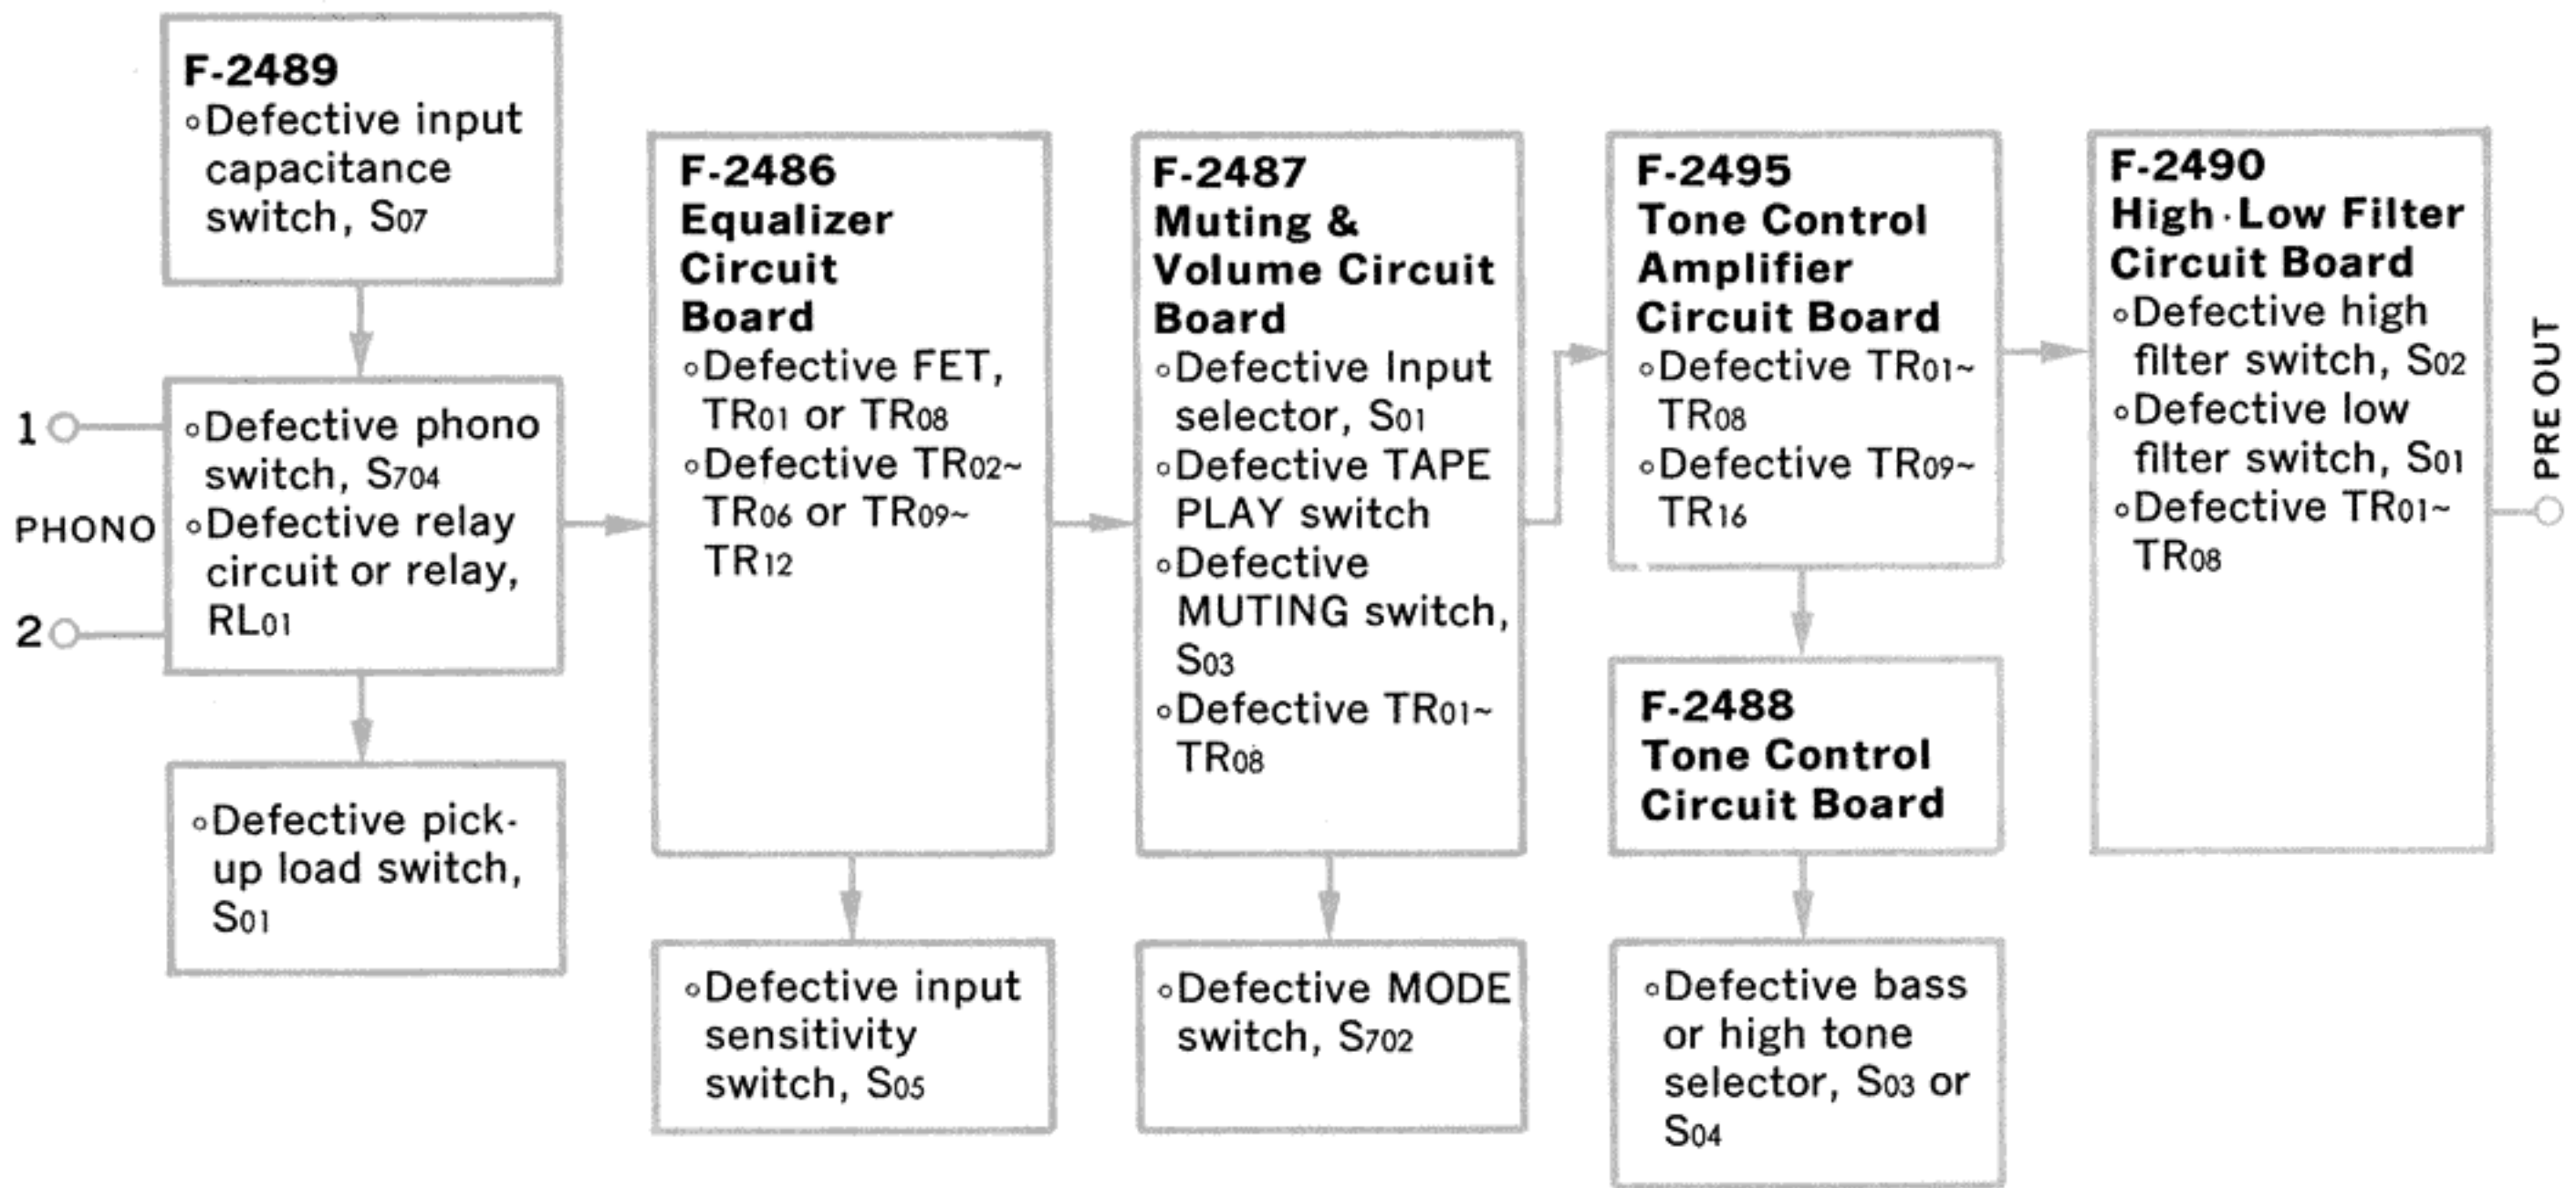 F-2489
◦Defective input
capacitance
switch, S07
1
PHONO
2
◦Defective phono
switch, S704
◦Defective relay
circuit or relay,
RL01
◦Defective pick-
up load switch,
S01
F-2486
Equalizer
Circuit
Board
◦Defective FET,
TR01 or TR08
◦Defective TR02~
TR06 or TR09~
TR12
◦Defective input
sensitivity
switch, S05
F-2487
Muting &
Volume Circuit
Board
◦Defective Input
selector, S01
◦Defective TAPE
PLAY switch
◦Defective
MUTING switch,
S03
◦Defective TR01~
TR08
◦Defective MODE
switch, S702
F-2495
Tone Control
Amplifier
Circuit Board
◦Defective TR01~
TR08
◦Defective TR09~
TR16
F-2488
Tone Control
Circuit Board
◦Defective bass
or high tone
selector, S03 or
S04
F-2490
High·Low Filter
Circuit Board
◦Defective high
filter switch, S02
◦Defective low
filter switch, S01
◦Defective TR01~
TR08
PRE OUT